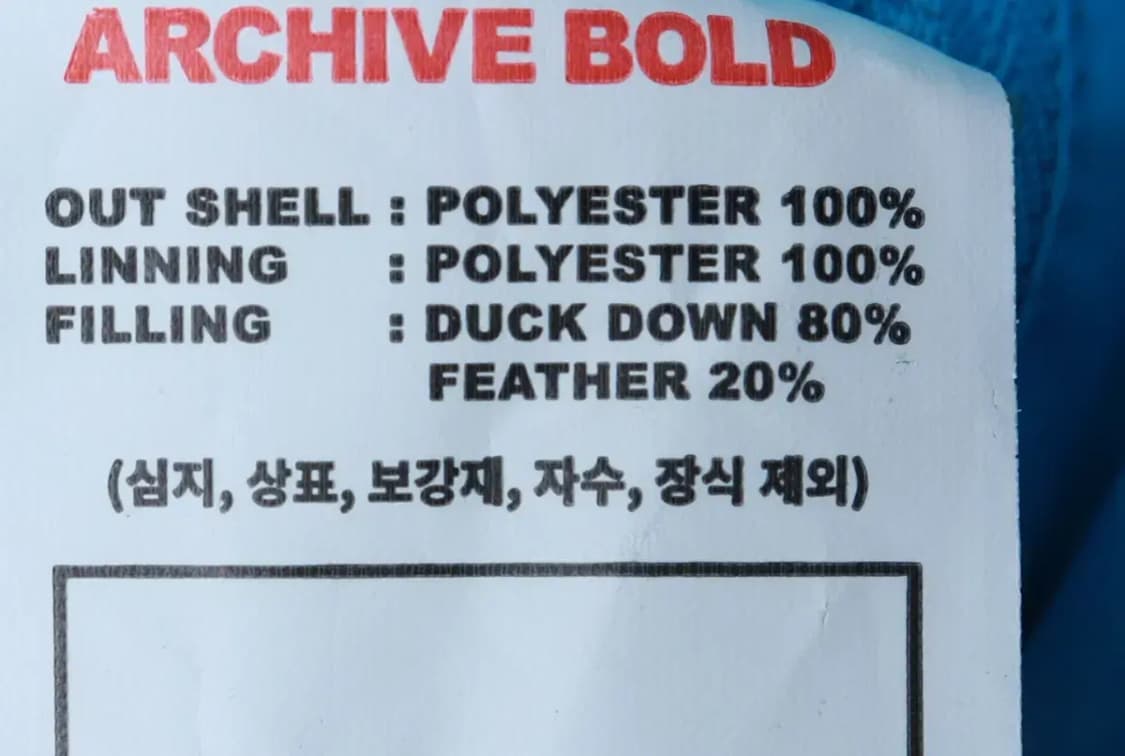 ARCHIVE BOLD
OUT SHELL : POLYESTER 100%
LINNING : POLYESTER 100%
FILLING : DUCK DOWN 80%
FEATHER 20%
(심지, 상표, 보강재, 자수, 장식 제외)